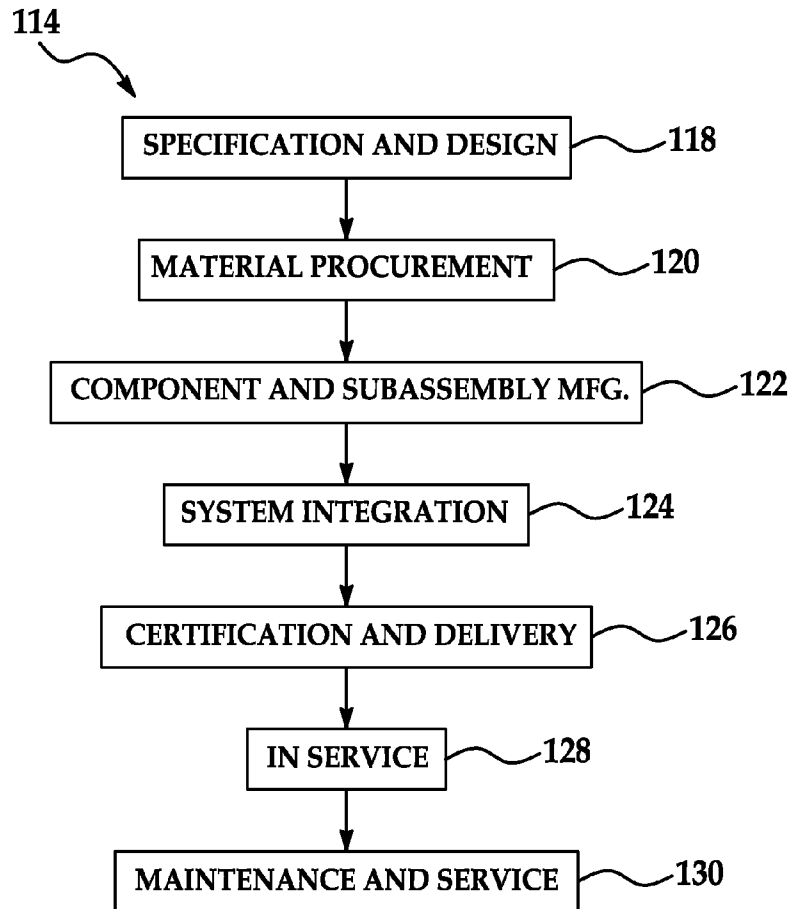 114
SPECIFICATION AND DESIGN
118
MATERIAL PROCUREMENT
120
COMPONENT AND SUBASSEMBLY MFG.
122
SYSTEM INTEGRATION
124
CERTIFICATION AND DELIVERY
126
IN SERVICE
128
MAINTENANCE AND SERVICE
130